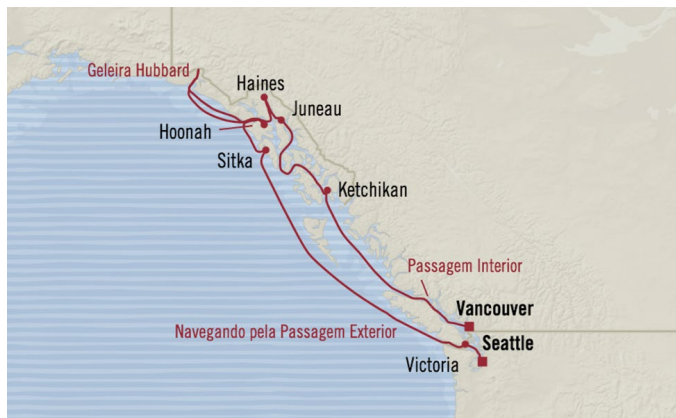 Geleira Hubbard
Haines
Juneau
Hoonah
Sitka
Ketchikan
Passagem Interior
Vancouver
Navegando pela Passagem Exterior
Seattle
Victoria